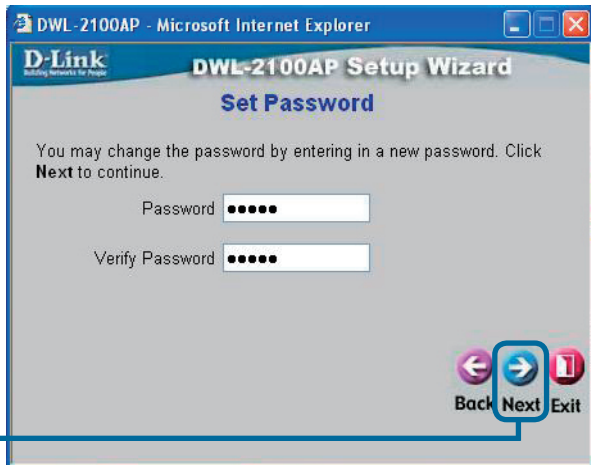 DWL-2100AP - Microsoft Internet Explorer
D-Link
Building Networks for People
DWL-2100AP Setup Wizard
Set Password
You may change the password by entering in a new password. Click
Next to continue.
Password •••••
Verify Password •••••
Back Next Exit